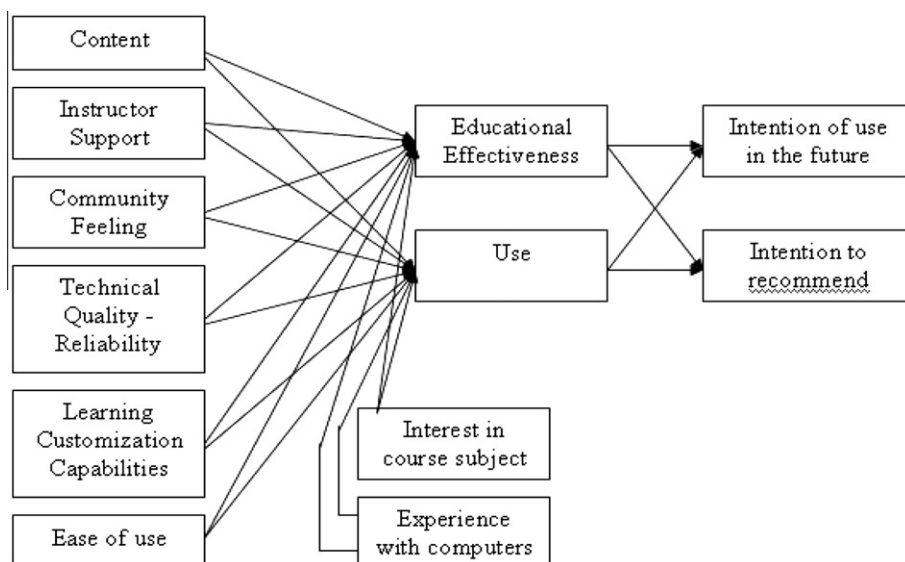 Content
Instructor
Support
Community
Feeling
Technical
Quality -
Reliability
Learning
Customization
Capabilities
Ease of use
Educational
Effectiveness
Use
Interest in
course subject
Experience
with computers
Intention of use
in the future
Intention to
recommend